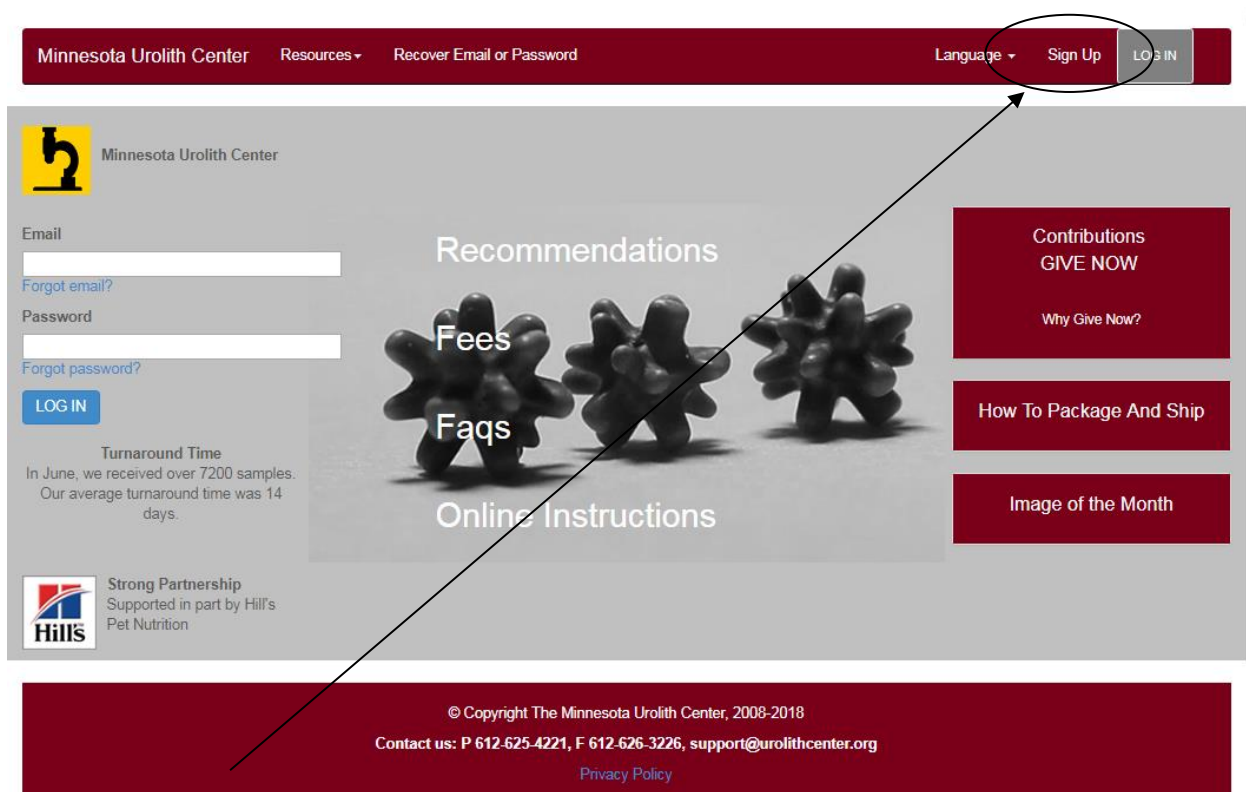 Minnesota Urolith Center Resources Recover Email or Password Language Sign Up LOG IN
Minnesota Urolith Center
Email
Forgot email?
Password
Forgot password?
LOG IN
Turnaround Time
In June, we received over 7200 samples.
Our average turnaround time was 14
days.
Strong Partnership
Supported in part by Hill's
Pet Nutrition
Hill's
Recommendations
Fees
Faqs
Online Instructions
Contributions
GIVE NOW
Why Give Now?
How To Package And Ship
Image of the Month
© Copyright The Minnesota Urolith Center, 2008-2018
Contact us: P 612-625-4221, F 612-626-3226, support@urolithcenter.org
Privacy Policy